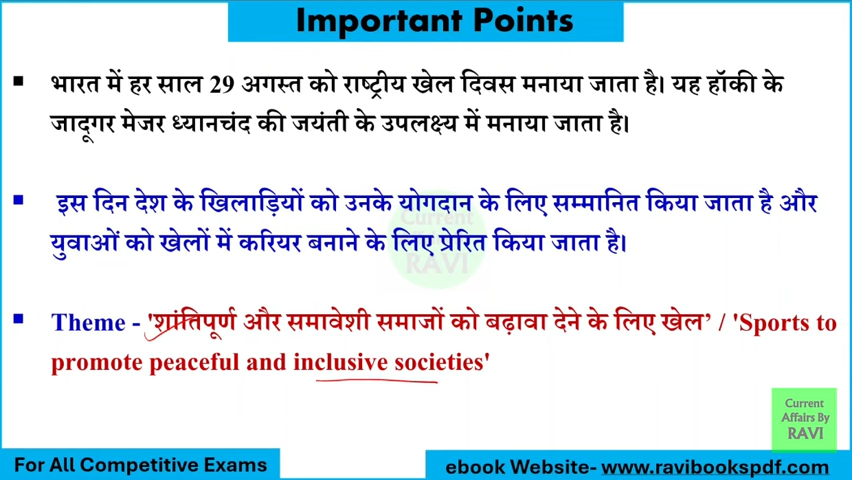 Important Points
▪ भारत में हर साल 29 अगस्त को राष्ट्रीय खेल दिवस मनाया जाता है। यह हॉकी के
जादूगर मेजर ध्यानचंद की जयंती के उपलक्ष्य में मनाया जाता है।
▪ इस दिन देश के खिलाड़ियों को उनके योगदान के लिए सम्मानित किया जाता है और
युवाओं को खेलों में करियर बनाने के लिए प्रेरित किया जाता है।
▪ Theme - 'शांतिपूर्ण और समावेशी समाजों को बढ़ावा देने के लिए खेल’ / 'Sports to
promote peaceful and inclusive societies'
Current
RAVI
Current
Affairs By
RAVI
For All Competitive Exams
ebook Website- www.ravibookspdf.com